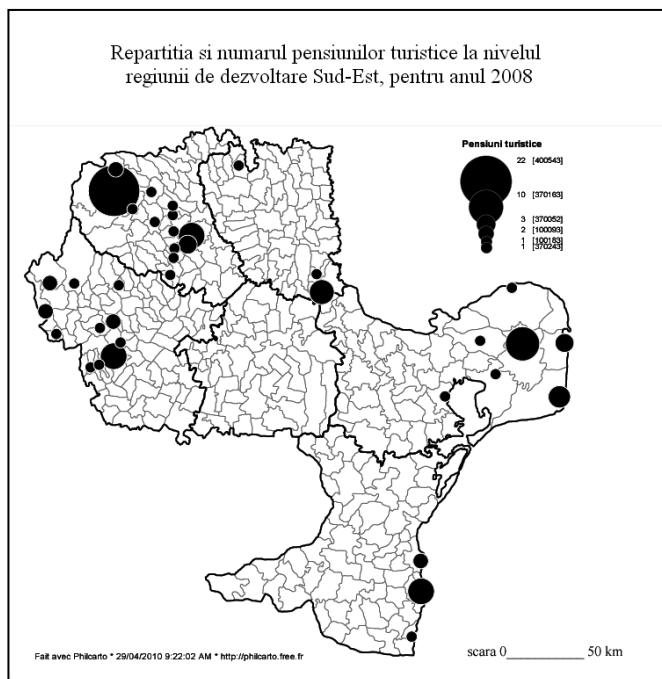 Repartitia si numarul pensiunilor turistice la nivelul
regiunii de dezvoltare Sud-Est, pentru anul 2008
Pensiuni turistice
22 [400543]
10 [370163]
3 [370052]
2 [100093]
1 [100183]
1 [370243]
Fait avec Philcarto * 29/04/2010 9:22:02 AM * http://philcarto.free.fr
scara 0____________ 50 km